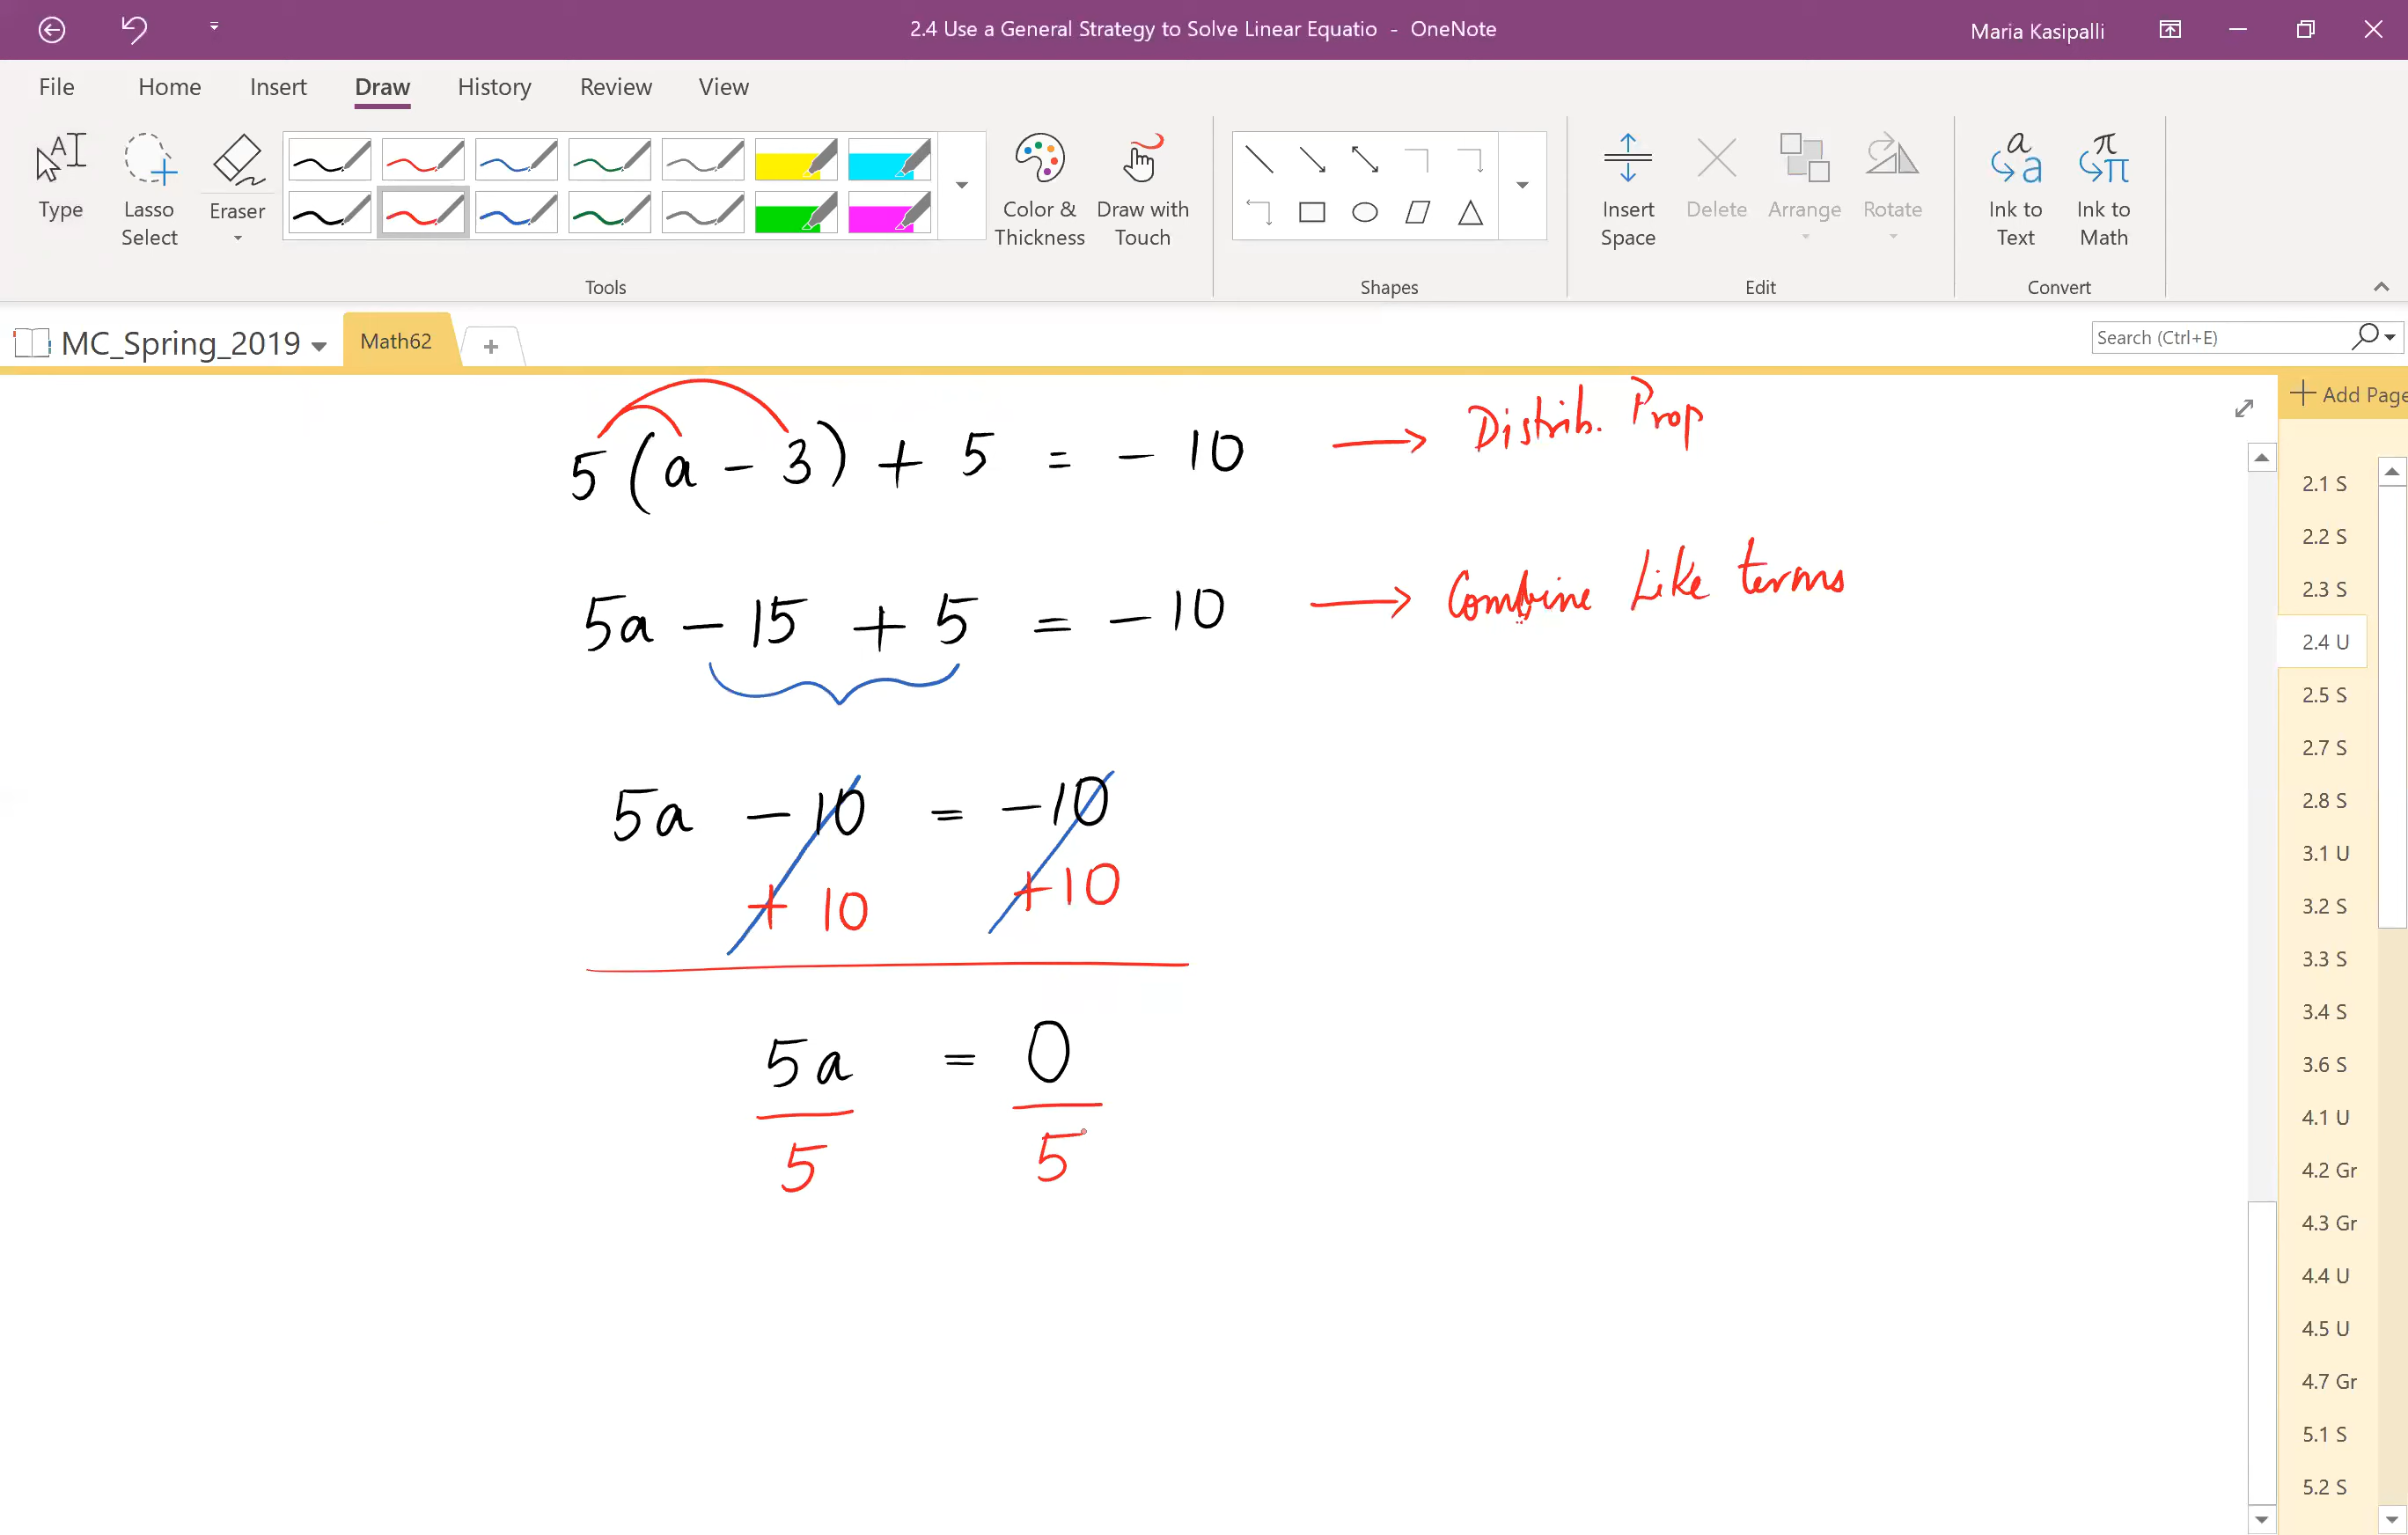 2.4 Use a General Strategy to Solve Linear Equatio - OneNote
Maria Kasipalli
File Home Insert Draw History Review View
Type
Lasso Select
Eraser
Color & Thickness
Draw with Touch
Insert Space
Delete
Arrange
Rotate
Ink to Text
Ink to Math
Tools
Shapes
Edit
Convert
MC_Spring_2019
Math62
Search (Ctrl+E)
Add Page
5(a - 3) + 5 = - 10 → Distrib. Prop
5a - 15 + 5 = - 10 → Combine Like terms
5a - 10 = - 10
+ 10 + 10
5a = 0
5 5
2.1 S
2.2 S
2.3 S
2.4 U
2.5 S
2.7 S
2.8 S
3.1 U
3.2 S
3.3 S
3.4 S
3.6 S
4.1 U
4.2 Gr
4.3 Gr
4.4 U
4.5 U
4.7 Gr
5.1 S
5.2 S